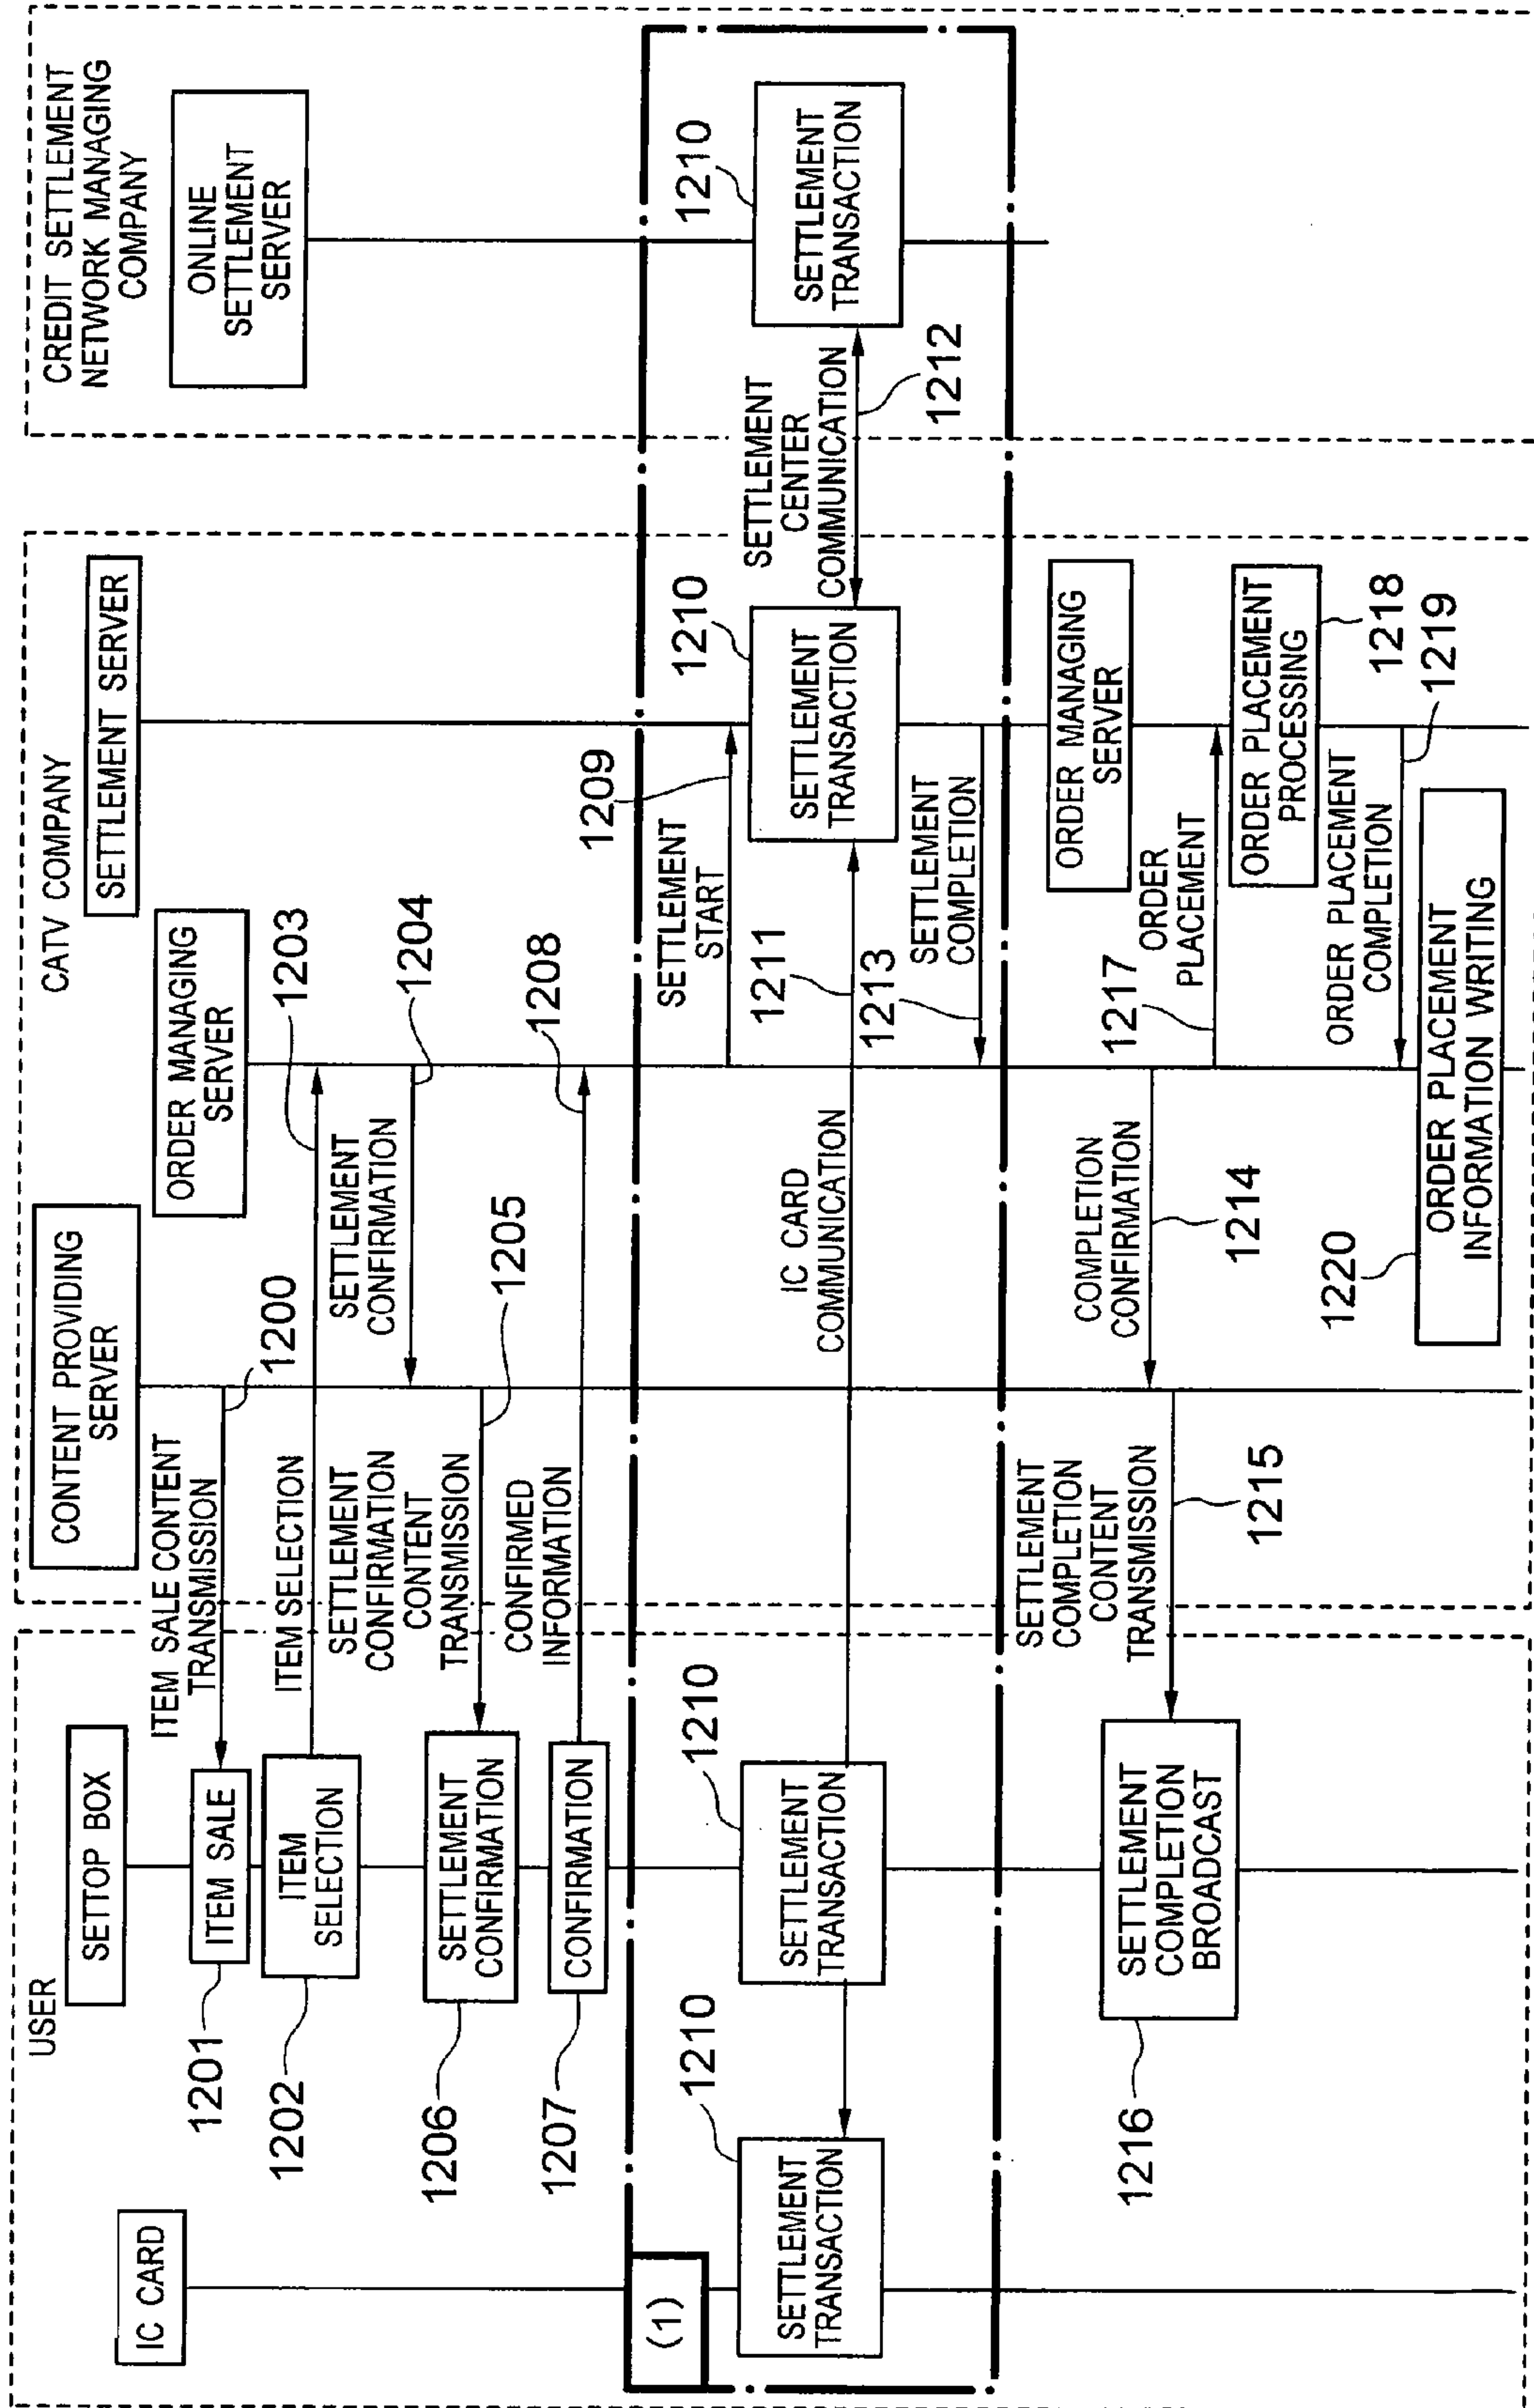 USER
IC CARD
SETTOP BOX
CATV COMPANY
CONTENT PROVIDING
SERVER
ORDER MANAGING
SERVER
SETTLEMENT SERVER
CREDIT SETTLEMENT
NETWORK MANAGING
COMPANY
ONLINE
SETTLEMENT
SERVER
ITEM SALE CONTENT
TRANSMISSION
1200
1201
ITEM SALE
1202
ITEM
SELECTION
ITEM SELECTION
1203
SETTLEMENT
CONFIRMATION
1204
SETTLEMENT
CONFIRMATION
CONTENT
TRANSMISSION
1205
1206
SETTLEMENT
CONFIRMATION
1207
CONFIRMATION
CONFIRMED
INFORMATION
1208
SETTLEMENT
START
1209
(1)
1210
SETTLEMENT
TRANSACTION
1210
SETTLEMENT
TRANSACTION
IC CARD
COMMUNICATION
1211
1210
SETTLEMENT
TRANSACTION
SETTLEMENT
CENTER
COMMUNICATION
1212
1210
SETTLEMENT
TRANSACTION
1213
SETTLEMENT
COMPLETION
ORDER MANAGING
SERVER
COMPLETION
CONFIRMATION
1214
SETTLEMENT
COMPLETION
CONTENT
TRANSMISSION
1215
1216
SETTLEMENT
COMPLETION
BROADCAST
1217
ORDER
PLACEMENT
ORDER PLACEMENT
PROCESSING
1218
ORDER PLACEMENT
COMPLETION
1219
1220
ORDER PLACEMENT
INFORMATION WRITING